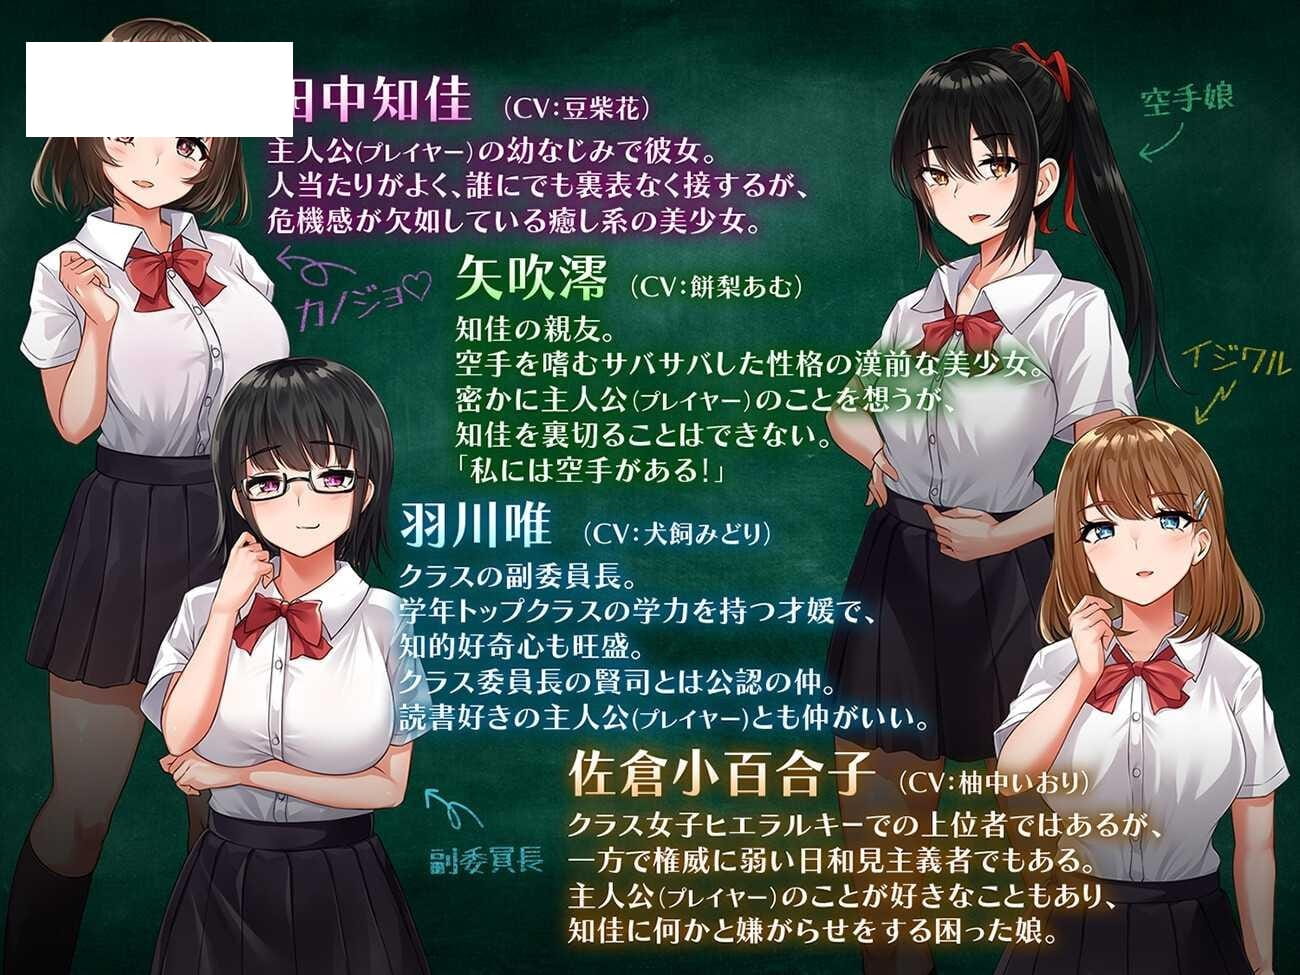 田中知佳 (CV:豆柴花)
主人公(プレイヤー)の幼なじみで彼女。
人当たりがよく、誰にでも裏表なく接するが、
危機感が欠如している癒し系の美少女。
カノジョ♡
空手娘
矢吹澪 (CV:餅梨あむ)
知佳の親友。
空手を嗜むサバサバした性格の漢前な美少女。
密かに主人公(プレイヤー)のことを想うが、
知佳を裏切ることはできない。
「私には空手がある!」
イジワル
羽川唯 (CV:犬飼みどり)
クラスの副委員長。
学年トップクラスの学力を持つ才媛で、
知的好奇心も旺盛。
クラス委員長の賢司とは公認の仲。
読書好きの主人公(プレイヤー)とも仲がいい。
副委員長
佐倉小百合子 (CV:柚中いおり)
クラス女子ヒエラルキーでの上位者ではあるが、
一方で権威に弱い日和見主義者でもある。
主人公(プレイヤー)のことが好きなこともあり、
知佳に何かと嫌がらせをする困った娘。